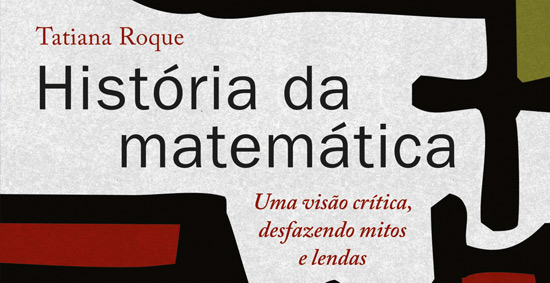 Tatiana Roque
História da
matemática
Uma visão crítica,
desfazendo mitos
e lendas